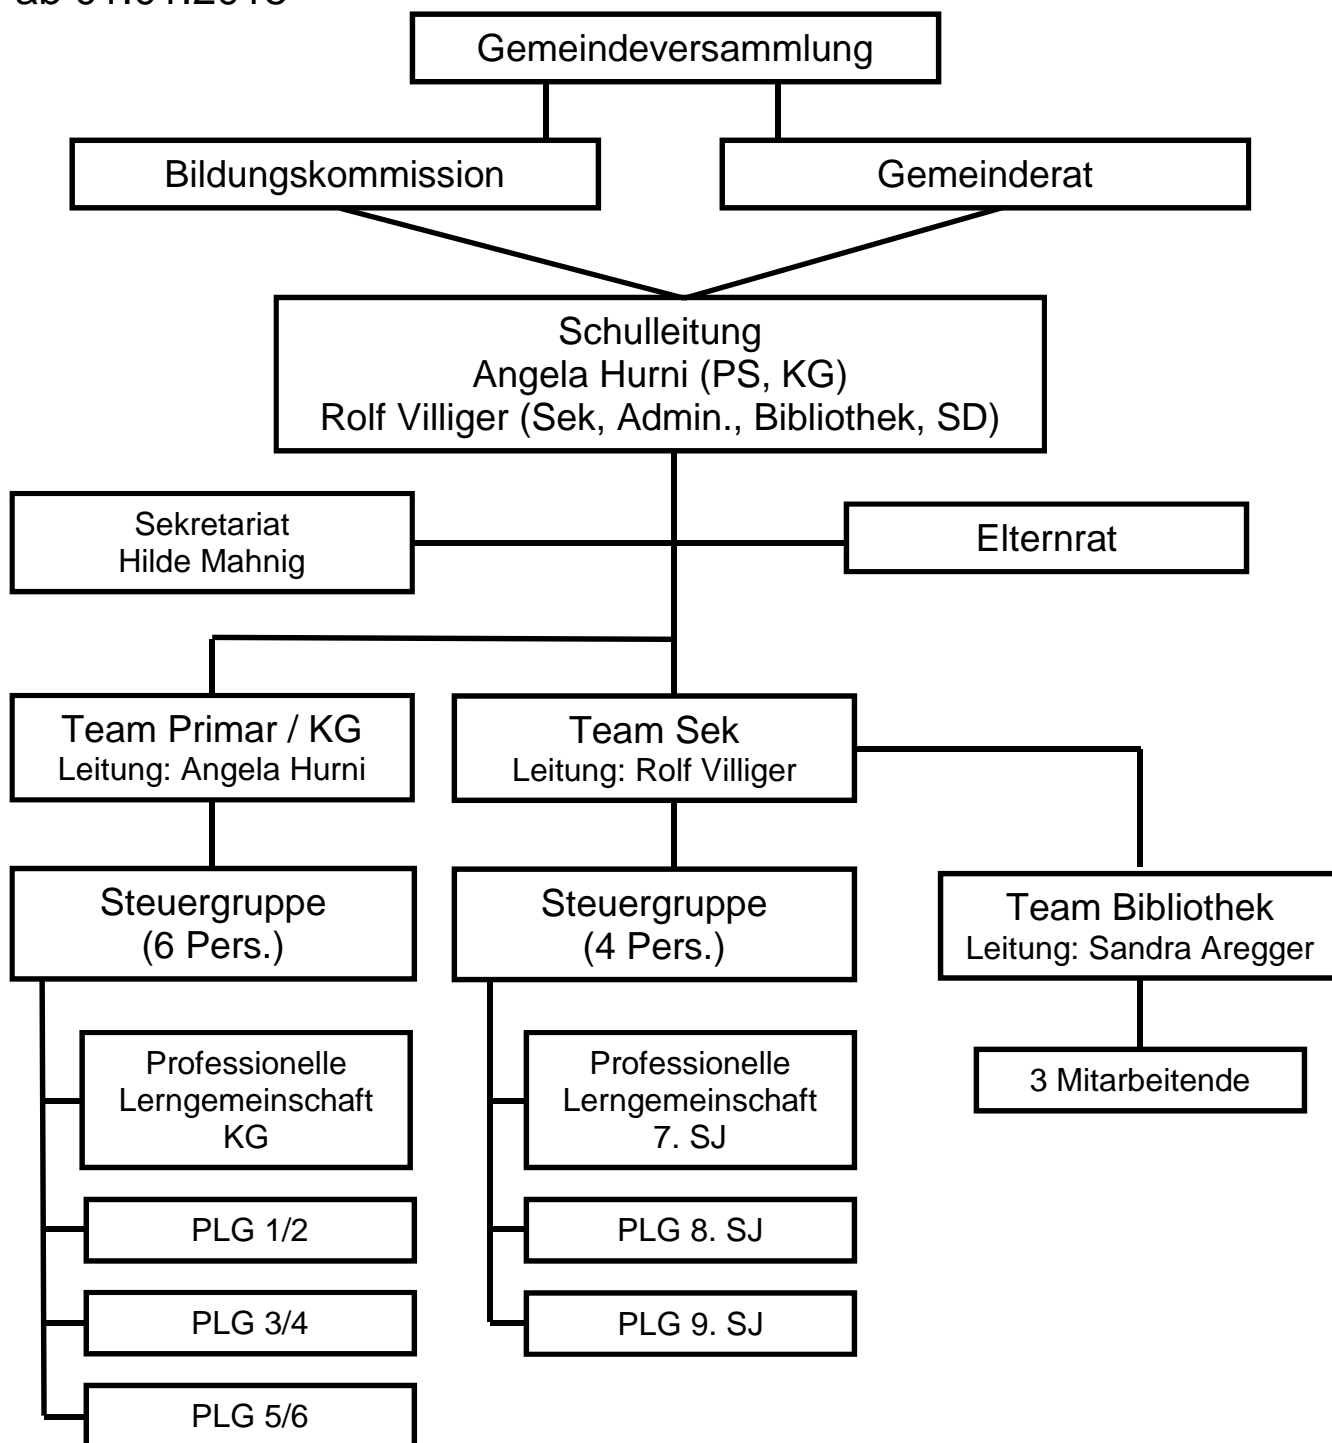 Gemeindeversammlung
Bildungskommission
Gemeinderat
Schulleitung
Angela Hurni (PS, KG)
Rolf Villiger (Sek, Admin., Bibliothek, SD)
Sekretariat
Hilde Mahnig
Elternrat
Team Primar / KG
Leitung: Angela Hurni
Team Sek
Leitung: Rolf Villiger
Steuergruppe
(6 Pers.)
Steuergruppe
(4 Pers.)
Team Bibliothek
Leitung: Sandra Aregger
Professionelle
Lerngemeinschaft
KG
Professionelle
Lerngemeinschaft
7. SJ
3 Mitarbeitende
PLG 1/2
PLG 8. SJ
PLG 3/4
PLG 9. SJ
PLG 5/6